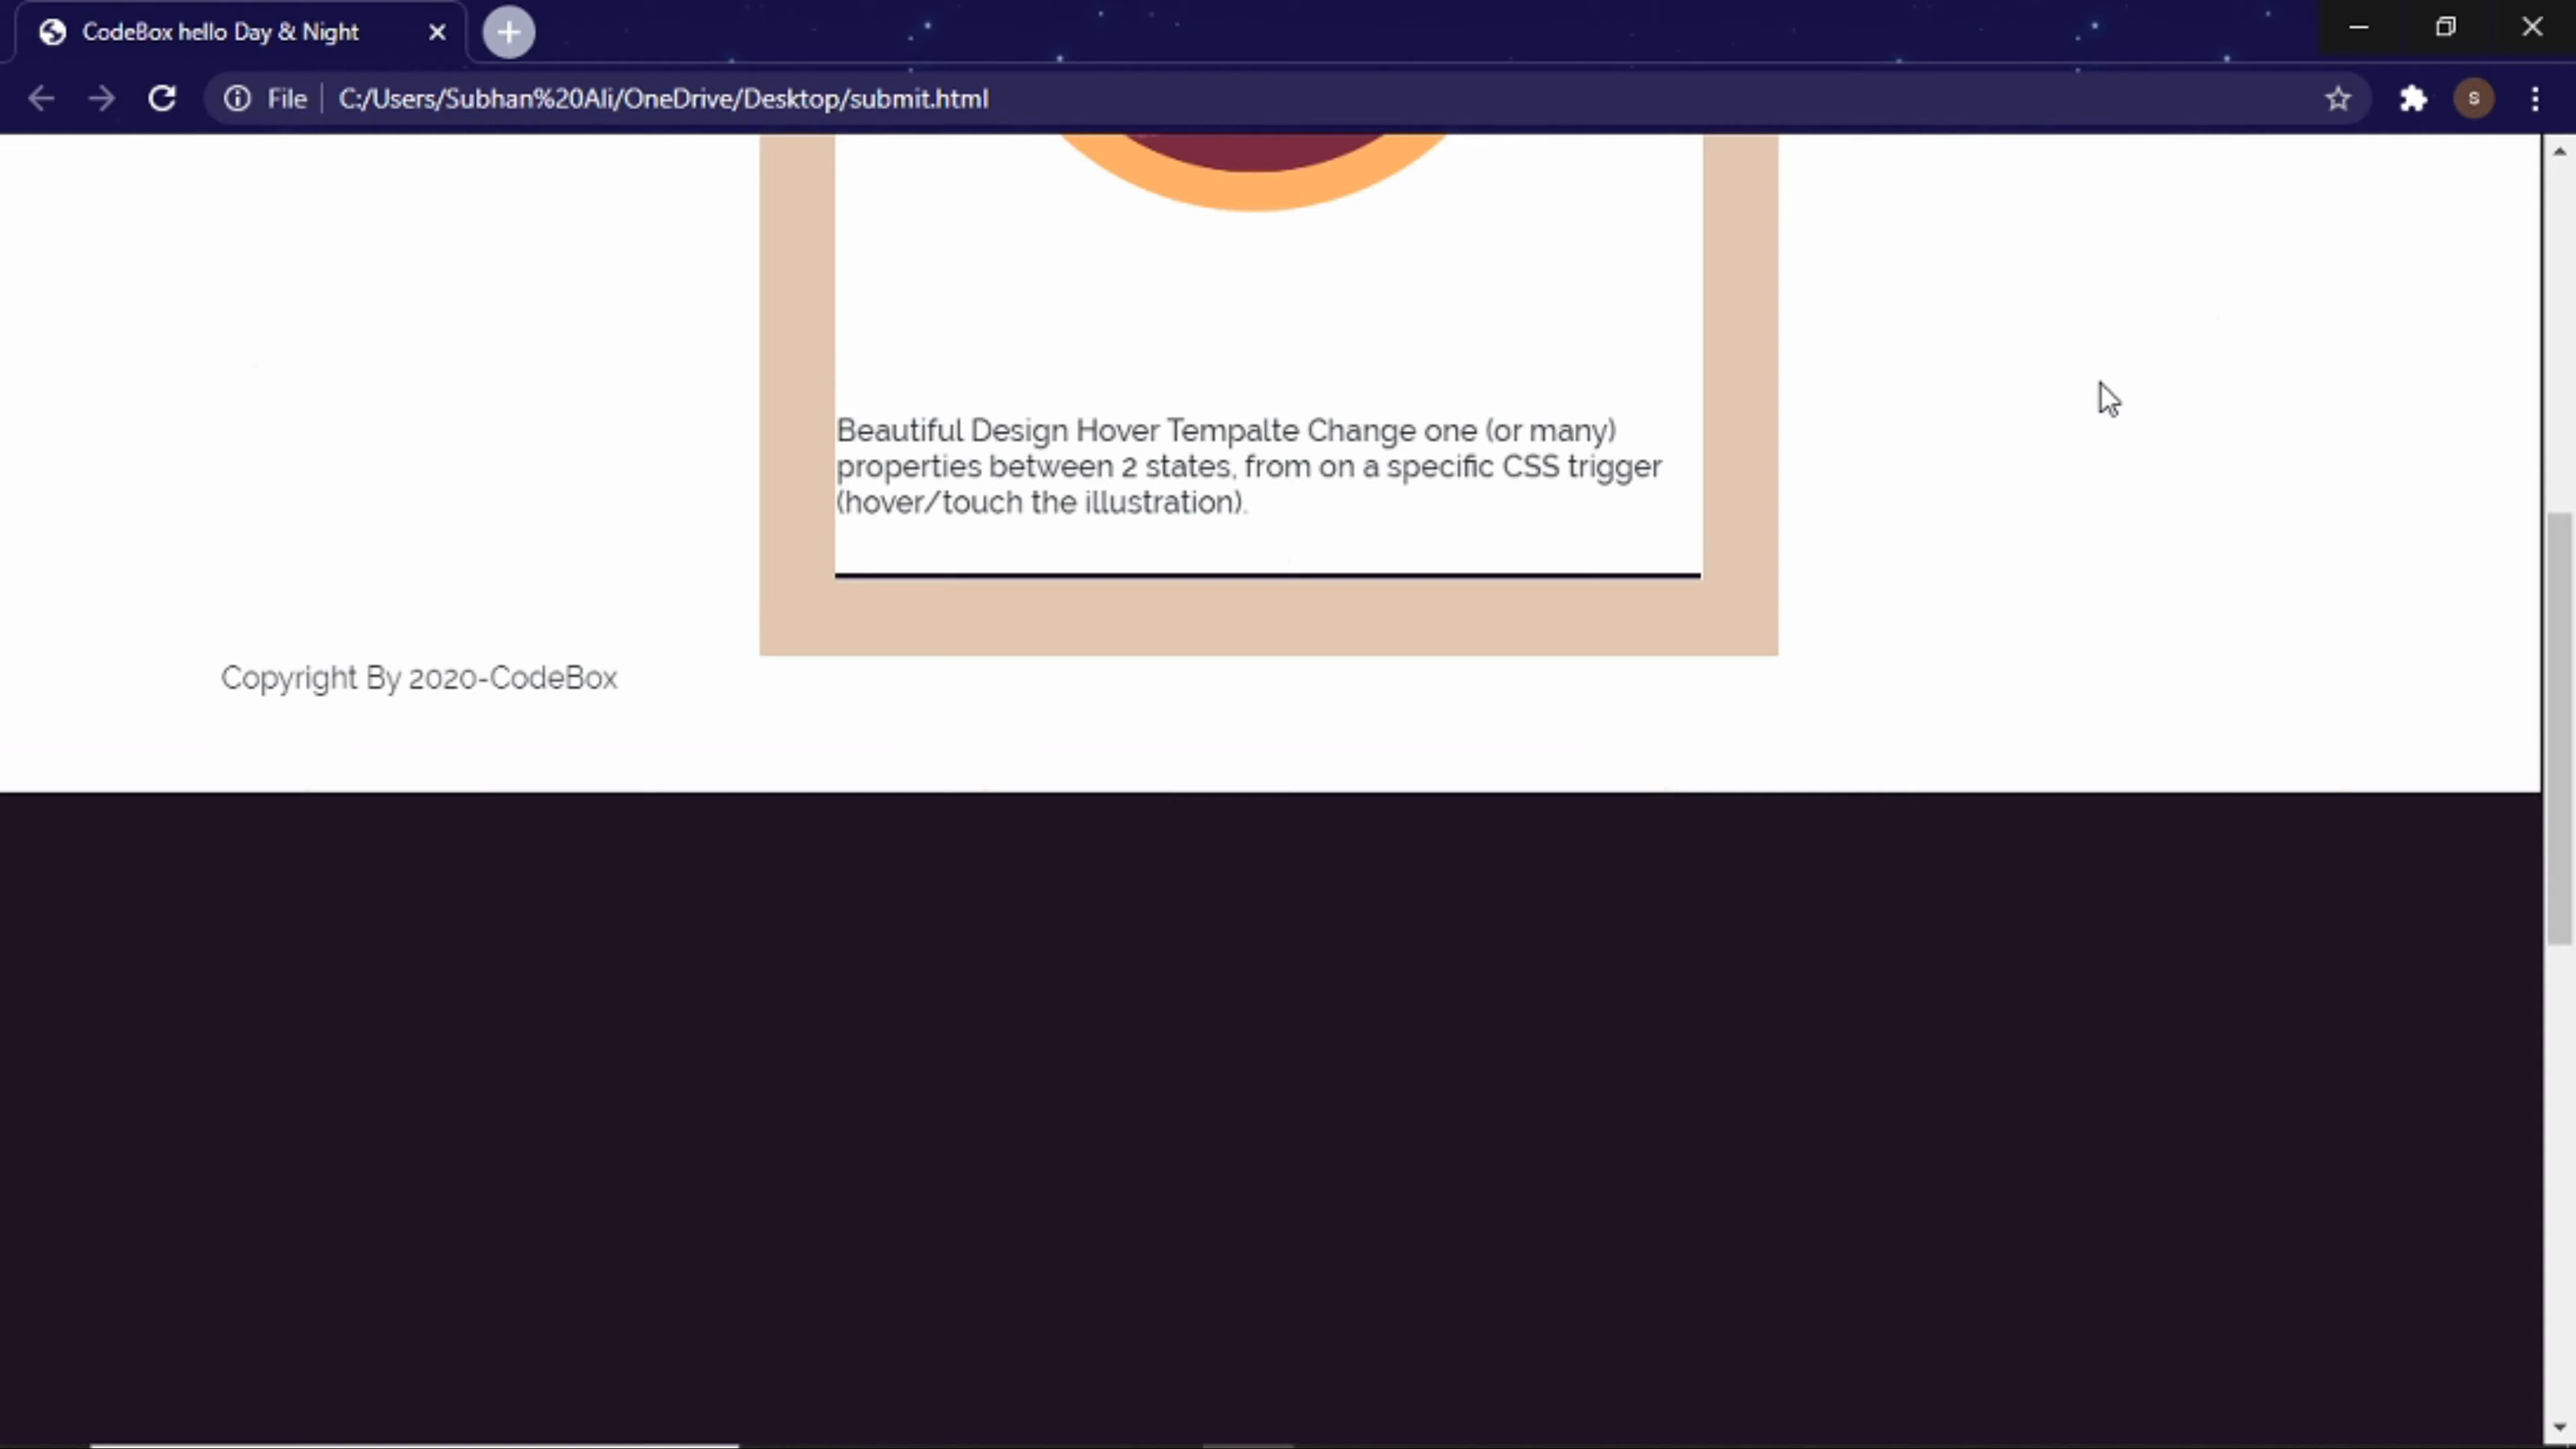 CodeBox hello Day & Night
File
C:/Users/Subhan%20Ali/OneDrive/Desktop/submit.html
s
Beautiful Design Hover Tempalte Change one (or many)
properties between 2 states, from on a specific CSS trigger
(hover/touch the illustration).
Copyright By 2020-CodeBox